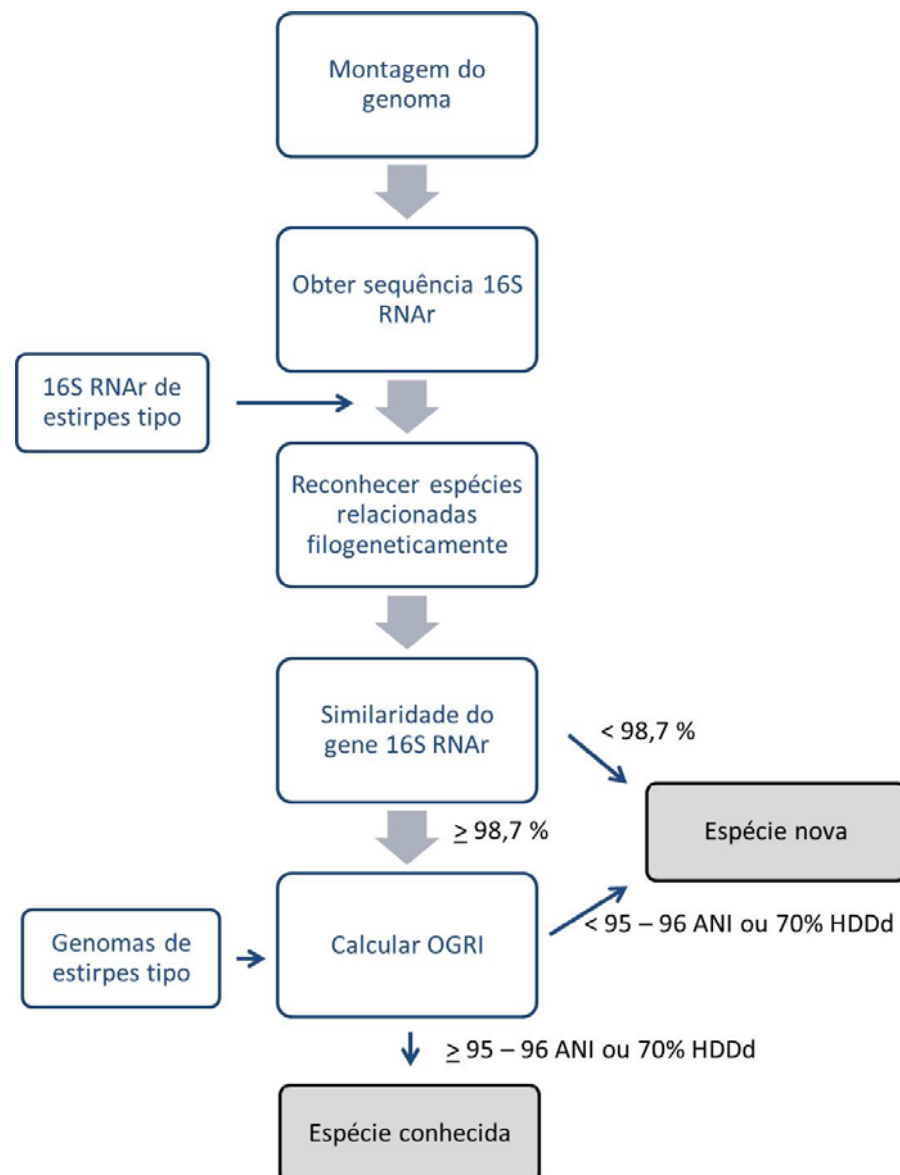 Montagem do
genoma
Obter sequência 16S
RNAr
16S RNAr de
estirpes tipo
Reconhecer espécies
relacionadas
filogeneticamente
Similaridade do
gene 16S RNAr
< 98,7 %
≥ 98,7 %
Espécie nova
Genomas de
estirpes tipo
Calcular OGRI
< 95 – 96 ANI ou 70% HDDd
≥ 95 – 96 ANI ou 70% HDDd
Espécie conhecida